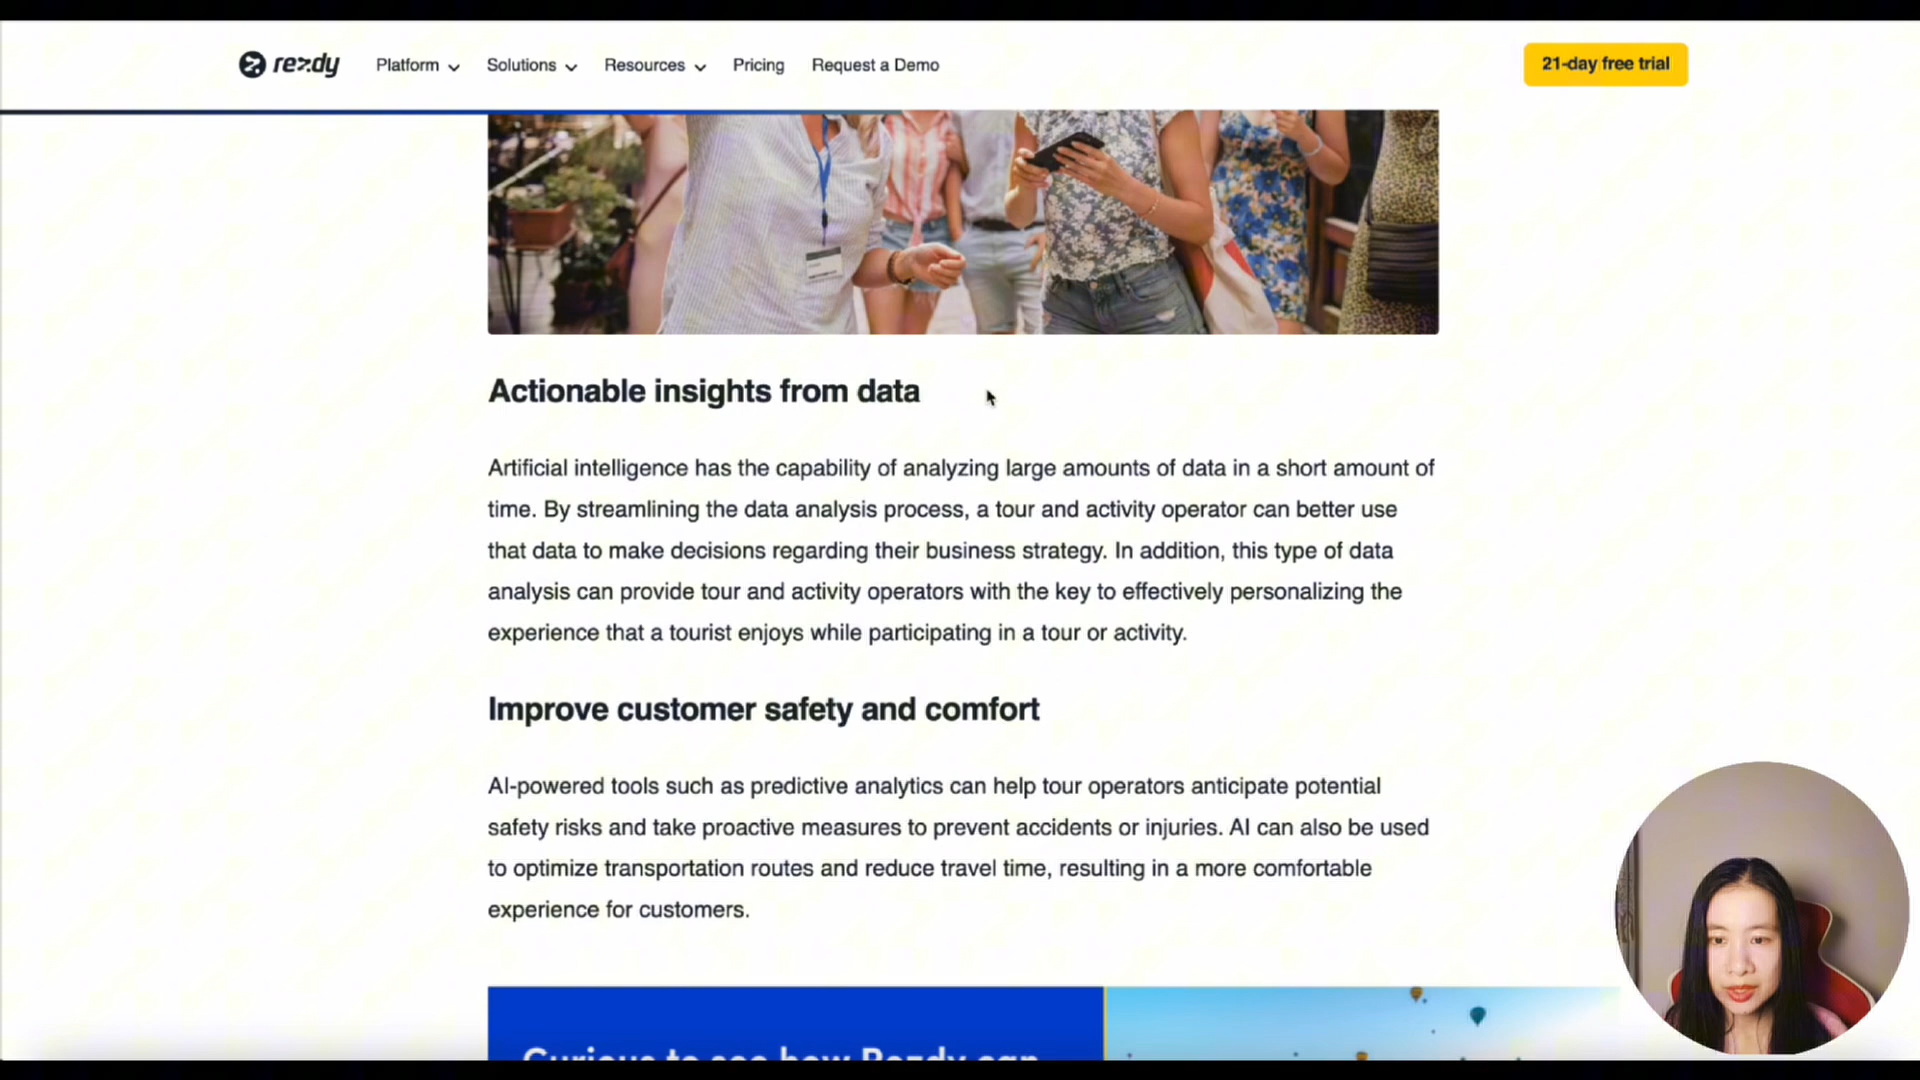 rezdy Platform Solutions Resources Pricing Request a Demo 21-day free trial
Actionable insights from data
Artificial intelligence has the capability of analyzing large amounts of data in a short amount of
time. By streamlining the data analysis process, a tour and activity operator can better use
that data to make decisions regarding their business strategy. In addition, this type of data
analysis can provide tour and activity operators with the key to effectively personalizing the
experience that a tourist enjoys while participating in a tour or activity.
Improve customer safety and comfort
AI-powered tools such as predictive analytics can help tour operators anticipate potential
safety risks and take proactive measures to prevent accidents or injuries. AI can also be used
to optimize transportation routes and reduce travel time, resulting in a more comfortable
experience for customers.
Curious to see how Rezdy can